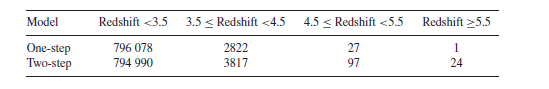 Model Redshift <3.5 3.5 ≤ Redshift <4.5 4.5 ≤ Redshift <5.5 Redshift ≥5.5
One-step 796 078 2822 27 1
Two-step 794 990 3817 97 24